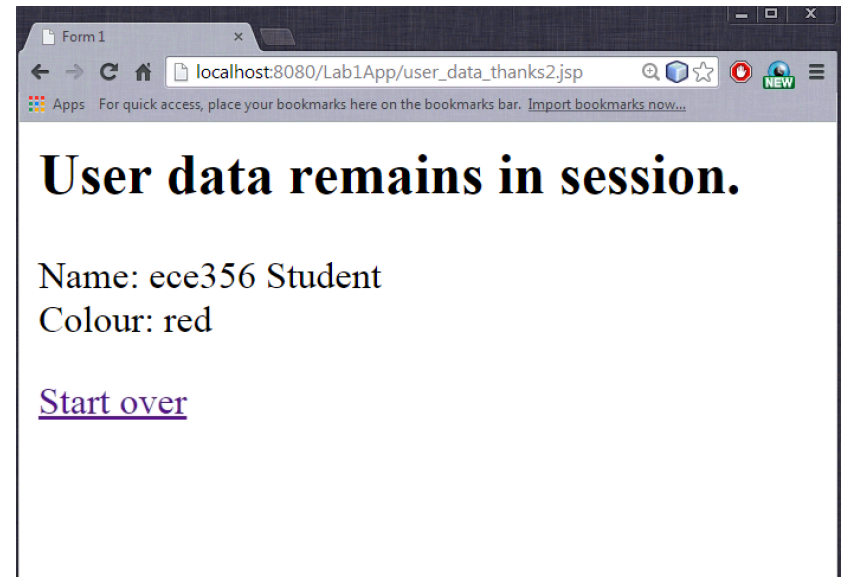 Form 1
localhost:8080/Lab1App/user_data_thanks2.jsp
NEW
Apps For quick access, place your bookmarks here on the bookmarks bar. Import bookmarks now...
User data remains in session.
Name: ece356 Student
Colour: red
Start over